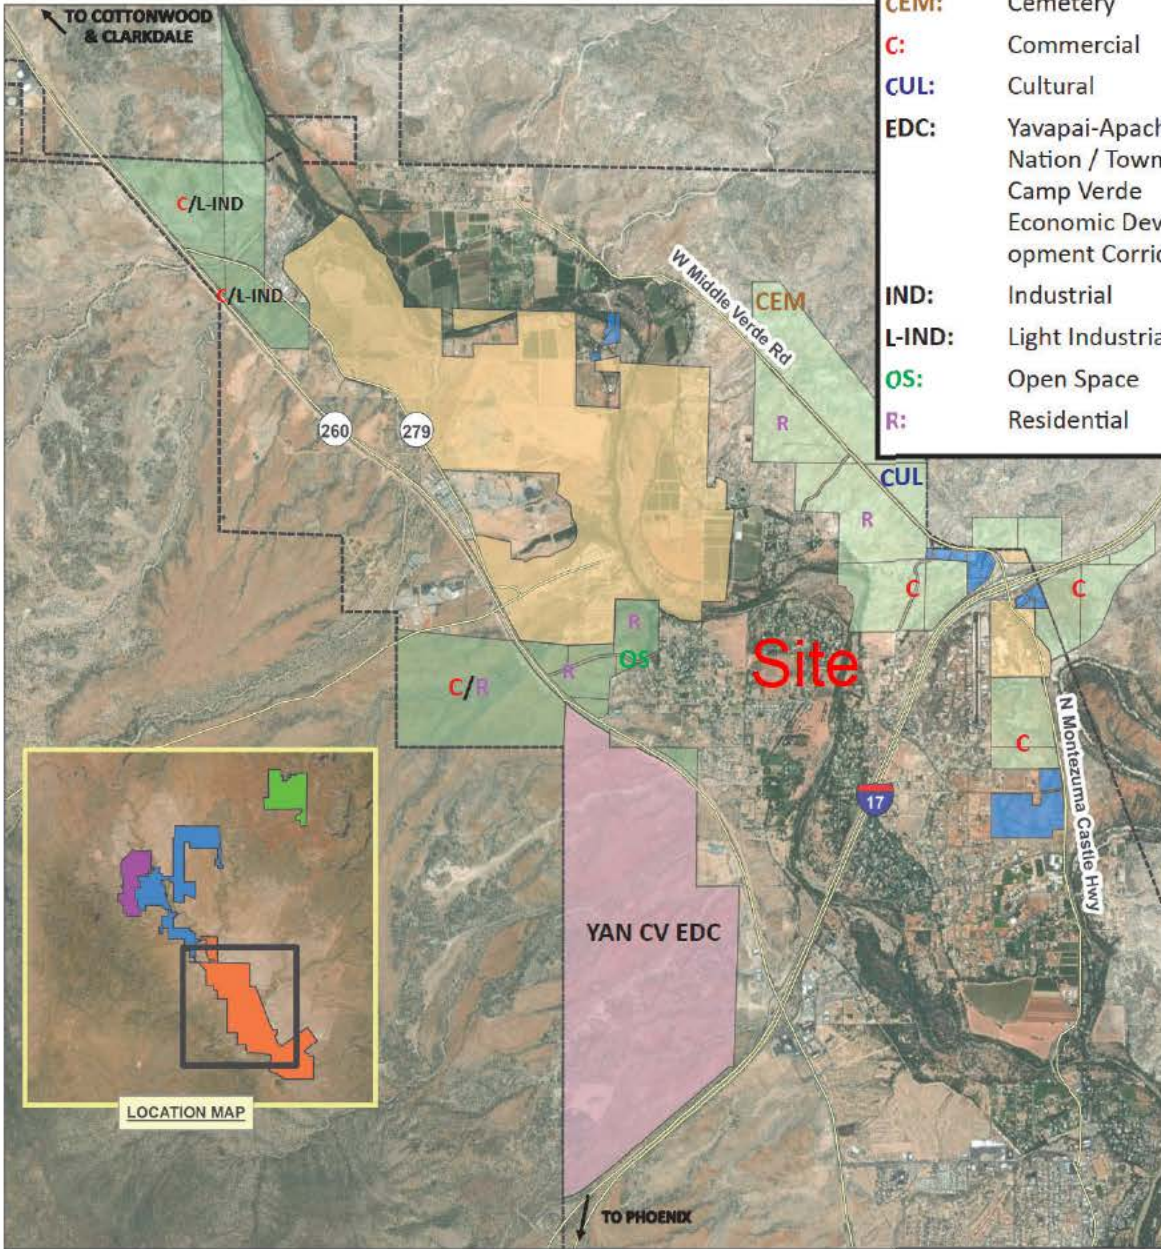 TO COTTONWOOD
& CLARKDALE
CEM: Cemetery
C: Commercial
CUL: Cultural
EDC: Yavapai-Apach
Nation / Town
Camp Verde
Economic Dev
opment Corrid
IND: Industrial
L-IND: Light Industria
OS: Open Space
R: Residential
C/L-IND
C/L-IND
W Middle Verde Rd
CEM
260
279
R
CUL
R
C
C
R
OS
Site
R
C/R
C
N Montezuma Castle Hwy
17
YAN CV EDC
LOCATION MAP
TO PHOENIX